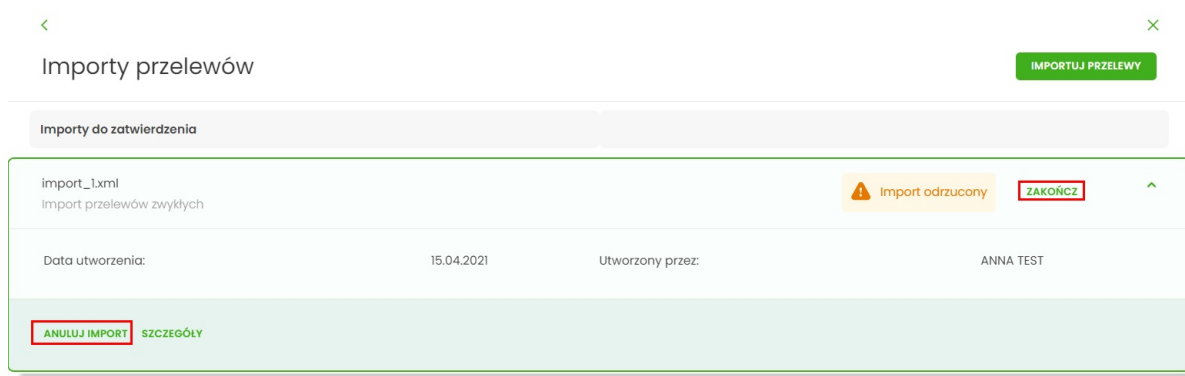 Importy przelewów
IMPORTUJ PRZELEWY
Importy do zatwierdzenia
import_1.xml
Import przelewów zwykłych
Import odrzucony
ZAKOŃCZ
Data utworzenia: 15.04.2021 Utworzony przez: ANNA TEST
ANULUJ IMPORT SZCZEGÓŁY